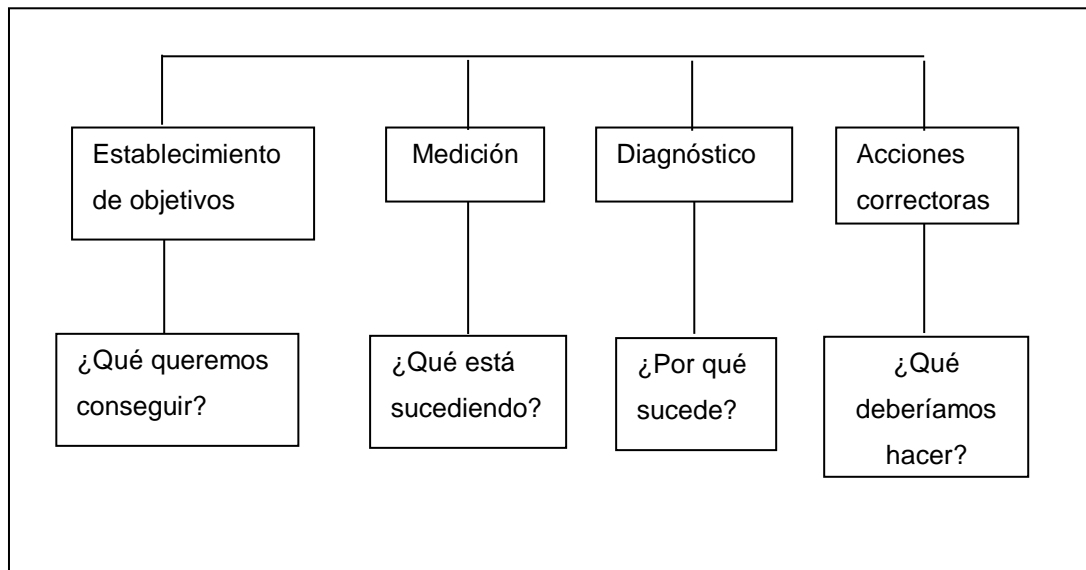 Establecimiento
de objetivos
Medición
Diagnóstico
Acciones
correctoras
¿Qué queremos
conseguir?
¿Qué está
sucediendo?
¿Por qué
sucede?
¿Qué
deberíamos
hacer?